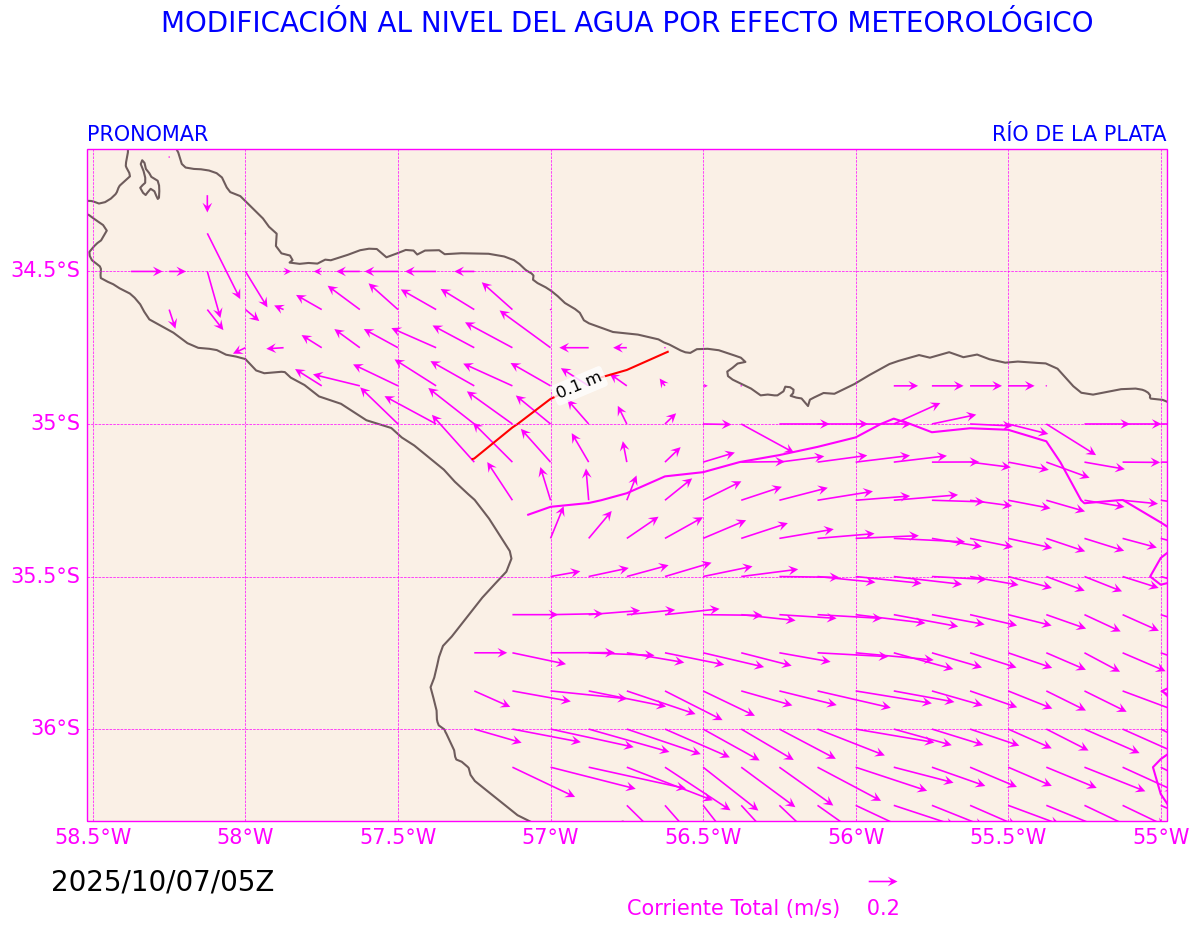 MODIFICACIÓN AL NIVEL DEL AGUA POR EFECTO METEOROLÓGICO
PRONOMAR
RÍO DE LA PLATA
34.5°S
35°S
35.5°S
36°S
0.1 m
58.5°W
58°W
57.5°W
57°W
56.5°W
56°W
55.5°W
55°W
2025/10/07/05Z
Corriente Total (m/s)
0.2